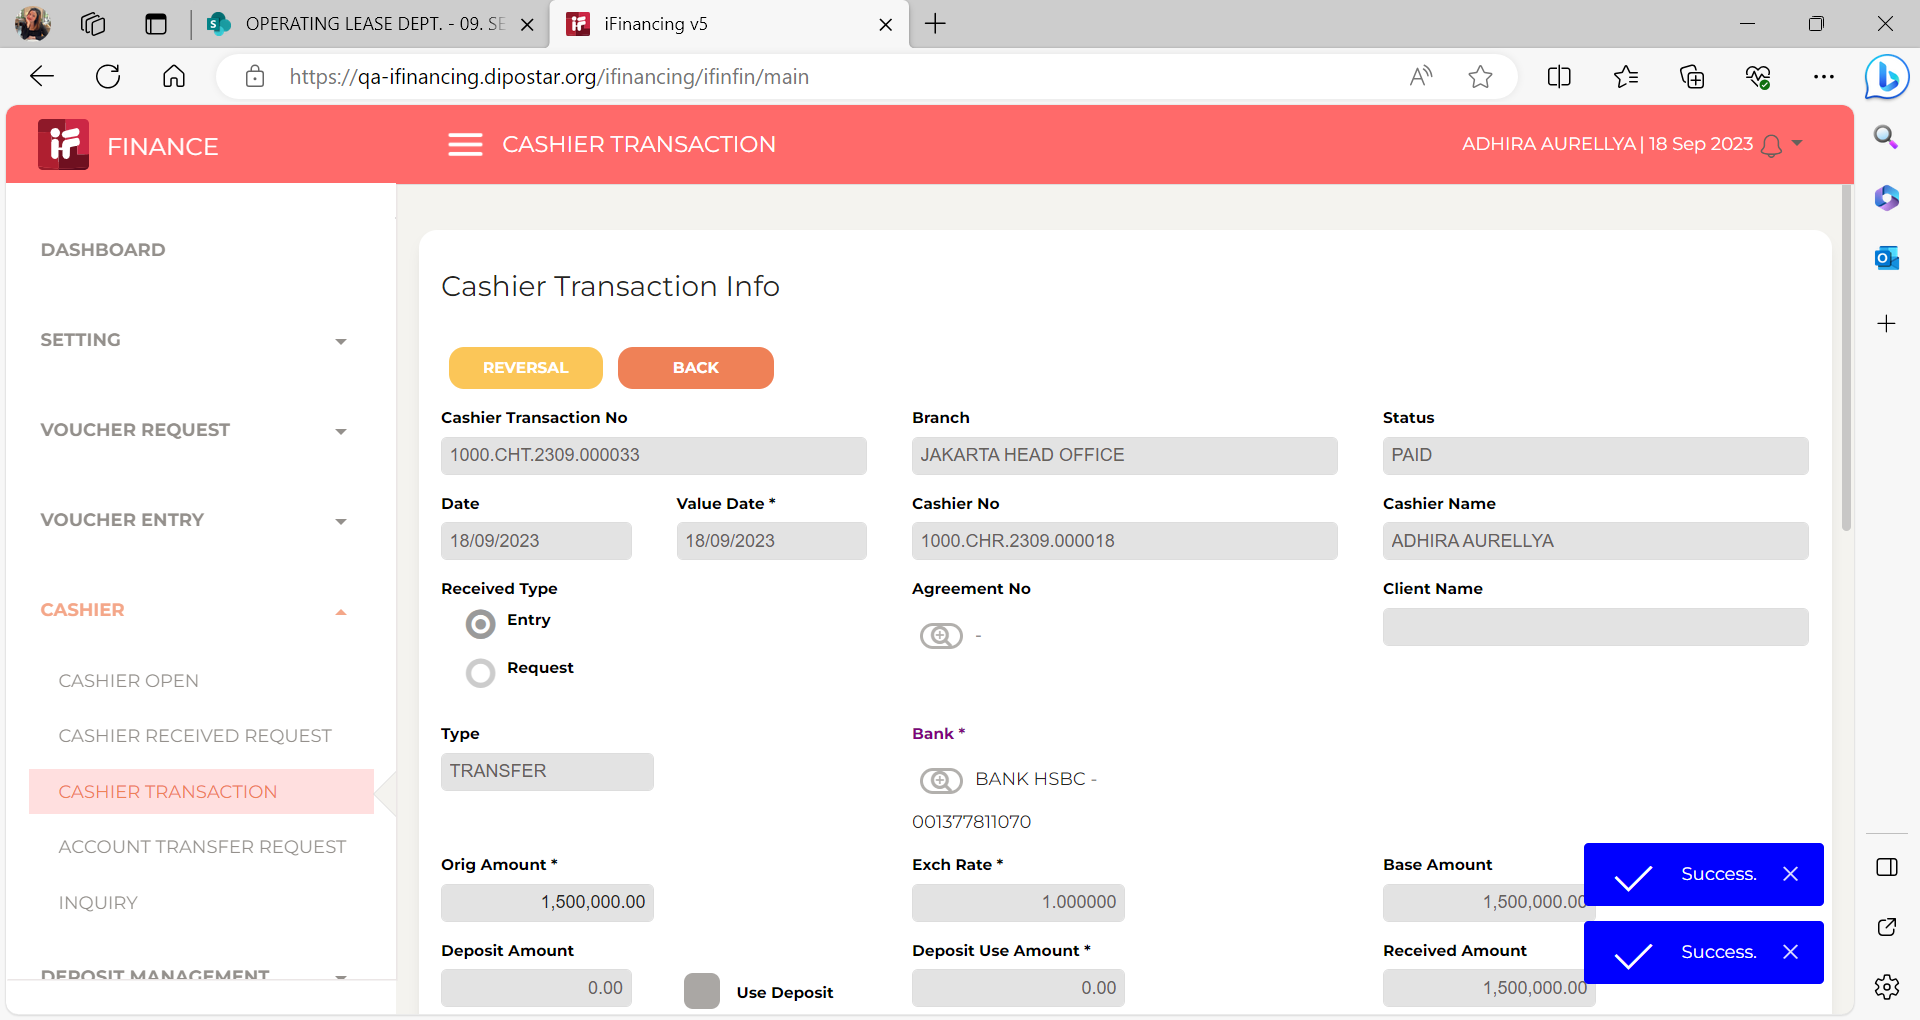 OPERATING LEASE DEPT. - 09. SE
iFinancing v5
https://qa-ifinancing.dipostar.org/ifinancing/ifinfin/main
iF FINANCE
CASHIER TRANSACTION
ADHIRA AURELLYA | 18 Sep 2023
DASHBOARD
SETTING
VOUCHER REQUEST
VOUCHER ENTRY
CASHIER
CASHIER OPEN
CASHIER RECEIVED REQUEST
CASHIER TRANSACTION
ACCOUNT TRANSFER REQUEST
INQUIRY
DEPOSIT MANAGEMENT
Cashier Transaction Info
REVERSAL BACK
Cashier Transaction No Branch Status
1000.CHT.2309.000033 JAKARTA HEAD OFFICE PAID
Date Value Date * Cashier No Cashier Name
18/09/2023 18/09/2023 1000.CHR.2309.000018 ADHIRA AURELLYA
Received Type Agreement No Client Name
Entry
-
Request
Type Bank *
TRANSFER BANK HSBC -
001377811070
Orig Amount * Exch Rate * Base Amount
1,500,000.00 1.000000 1,500,000.00
Deposit Amount Deposit Use Amount * Received Amount
0.00 Use Deposit 0.00 1,500,000.00
Success.
Success.